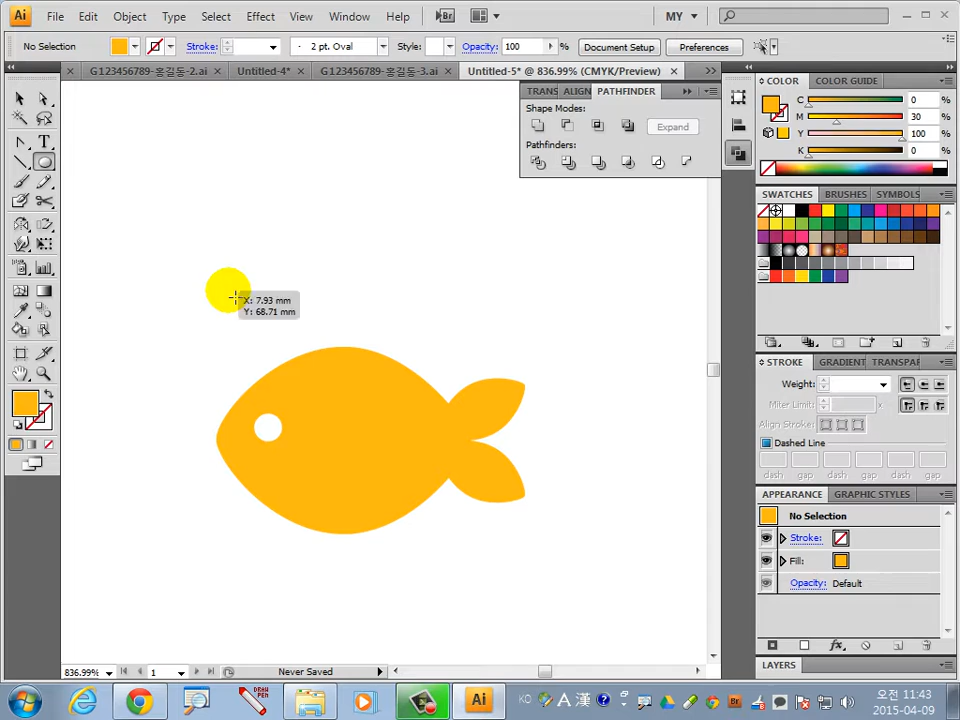 Ai File Edit Object Type Select Effect View Window Help Br MY
No Selection Stroke: 2 pt. Oval Style: Opacity: 100 % Document Setup Preferences
G123456789-홍길동-2.ai Untitled-4* G123456789-홍길동-3.ai Untitled-5* @ 836.99% (CMYK/Preview)
TRANS ALIGN PATHFINDER
Shape Modes:
Expand
Pathfinders:
COLOR COLOR GUIDE
C 0 %
M 30 %
Y 100 %
K 0 %
SWATCHES BRUSHES SYMBOLS
X: 7.93 mm
Y: 68.71 mm
STROKE GRADIENT TRANSPAR
Weight:
Miter Limit: x
Align Stroke:
Dashed Line
dash gap dash gap dash gap
APPEARANCE GRAPHIC STYLES
No Selection
Stroke:
Fill:
Opacity: Default
fx
LAYERS
836.99% 1 Never Saved
Ai KO A 漢 Br 오전 11:43
2015-04-09